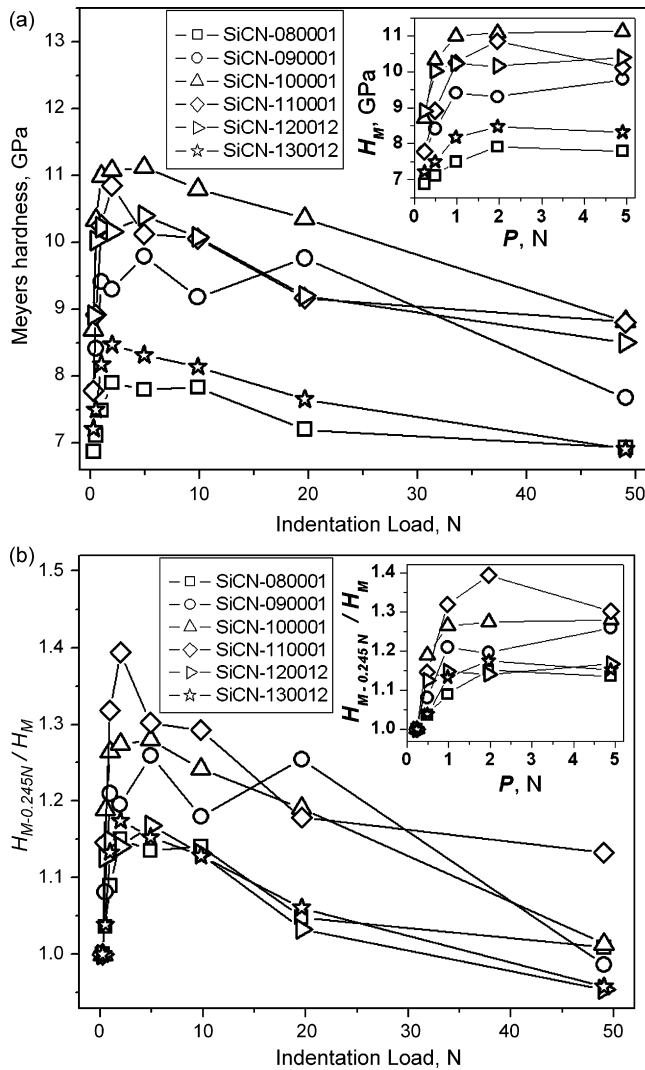 (a)
Meyers hardness, GPa
13
12
11
10
9
8
7
SiCN-080001
SiCN-090001
SiCN-100001
SiCN-110001
SiCN-120012
SiCN-130012
H_M, GPa
11
10
9
8
7
0 1 2 3 4 5
P, N
0 10 20 30 40 50
Indentation Load, N
(b)
H_M-0.245N / H_M
1.5
1.4
1.3
1.2
1.1
1.0
SiCN-080001
SiCN-090001
SiCN-100001
SiCN-110001
SiCN-120012
SiCN-130012
H_M-0.245 N / H_M
1.4
1.3
1.2
1.1
1.0
0 1 2 3 4 5
P, N
0 10 20 30 40 50
Indentation Load, N